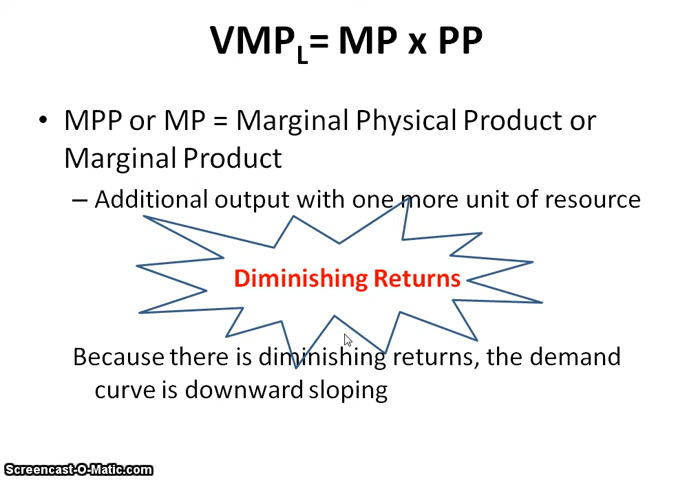 VMPL= MP x PP
• MPP or MP = Marginal Physical Product or
Marginal Product
– Additional output with one more unit of resource
Diminishing Returns
Because there is diminishing returns, the demand
curve is downward sloping
Screencast-O-Matic.com